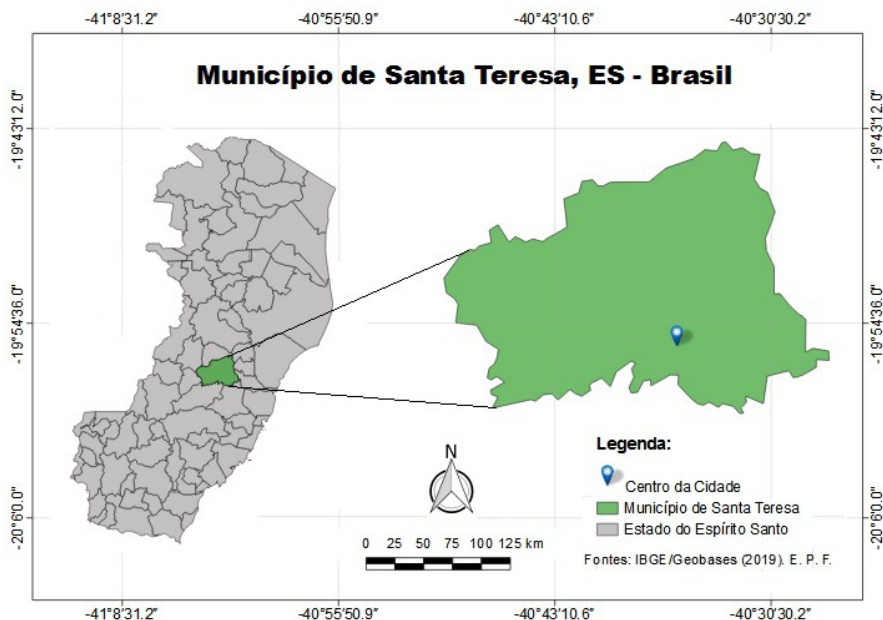 -41°8'31.2" -40°55'50.9" -40°43'10.6" -40°30'30.2"
Município de Santa Teresa, ES - Brasil
-19°43'12.0" -19°43'12.0"
-19°54'36.0" -19°54'36.0"
-20°6'0.0" -20°6'0.0"
N
0 25 50 75 100 125 km
Legenda:
Centro da Cidade
Município de Santa Teresa
Estado do Espírito Santo
Fontes: IBGE/Geobases (2019). E. P. F.
-41°8'31.2" -40°55'50.9" -40°43'10.6" -40°30'30.2"